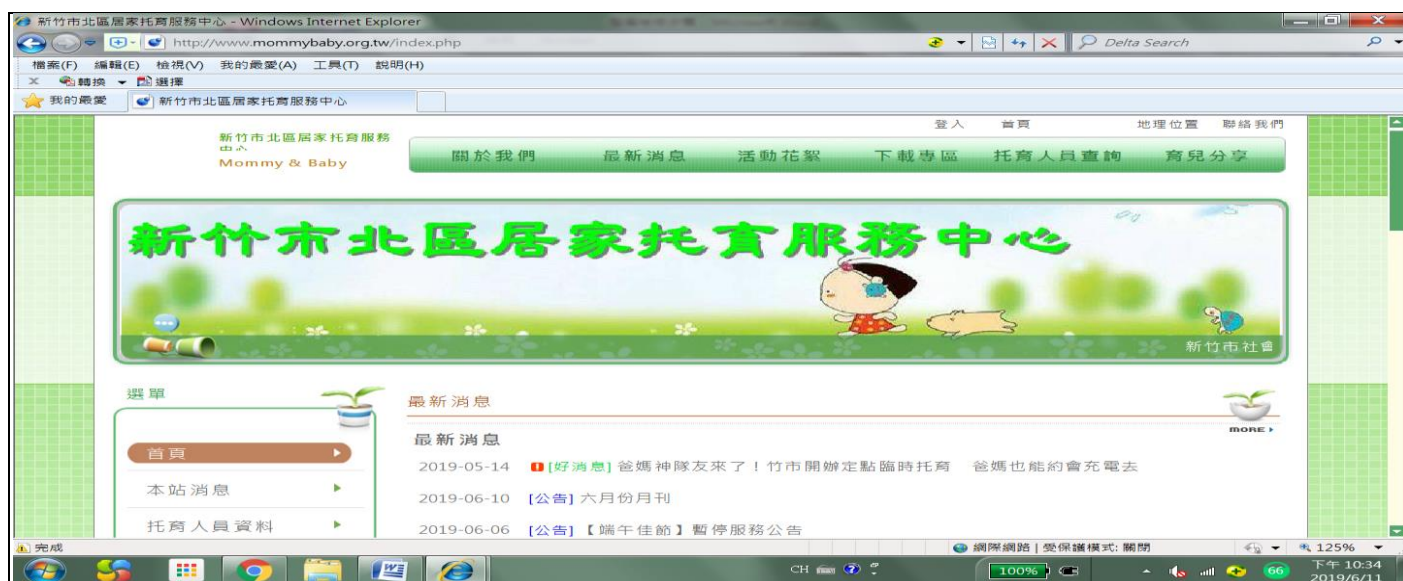 新竹市北區居家托育服務中心 - Windows Internet Explorer
http://www.mommybaby.org.tw/index.php
Delta Search
檔案(F) 編輯(E) 檢視(V) 我的最愛(A) 工具(T) 說明(H)
x 轉換 選擇
我的最愛 新竹市北區居家托育服務中心
登入 首頁 地理位置 聯絡我們
新竹市北區居家托育服務
中心
Mommy & Baby
關於我們 最新消息 活動花絮 下載專區 托育人員查詢 育兒分享
新竹市北區居家托育服務中心
新竹市社會
選單
首頁
本站消息
托育人員資料
最新消息
MORE
最新消息
2019-05-14 [好消息] 爸媽神隊友來了！竹市開辦定點臨時托育 爸媽也能約會充電去
2019-06-10 [公告] 六月份月刊
2019-06-06 [公告] 【端午佳節】暫停服務公告
完成 網際網路 | 受保護模式: 關閉 125%
CH 100% 66 下午 10:34
2019/6/11